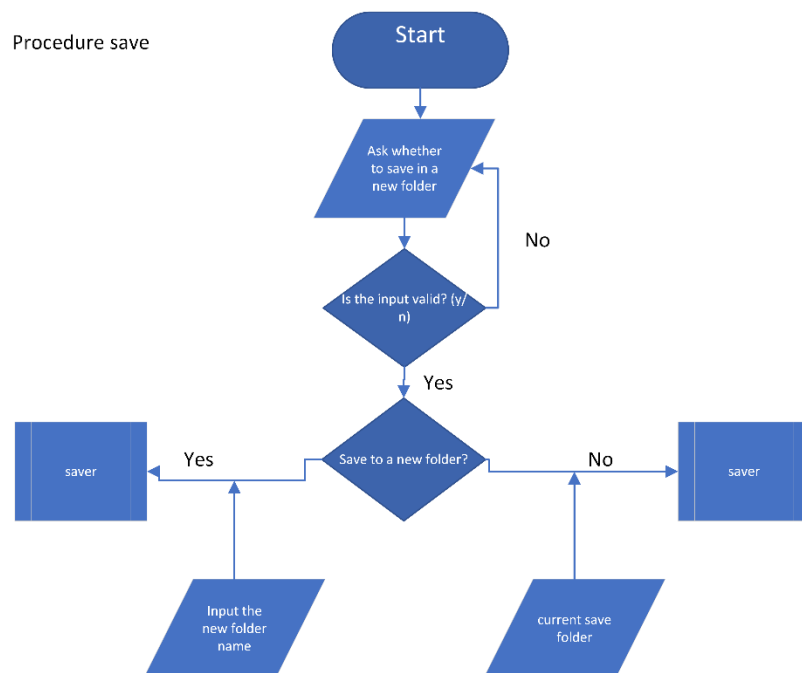 Procedure save
Start
Ask whether
to save in a
new folder
No
Is the input valid? (y/
n)
Yes
saver
Yes
Save to a new folder?
No
saver
Input the
new folder
name
current save
folder